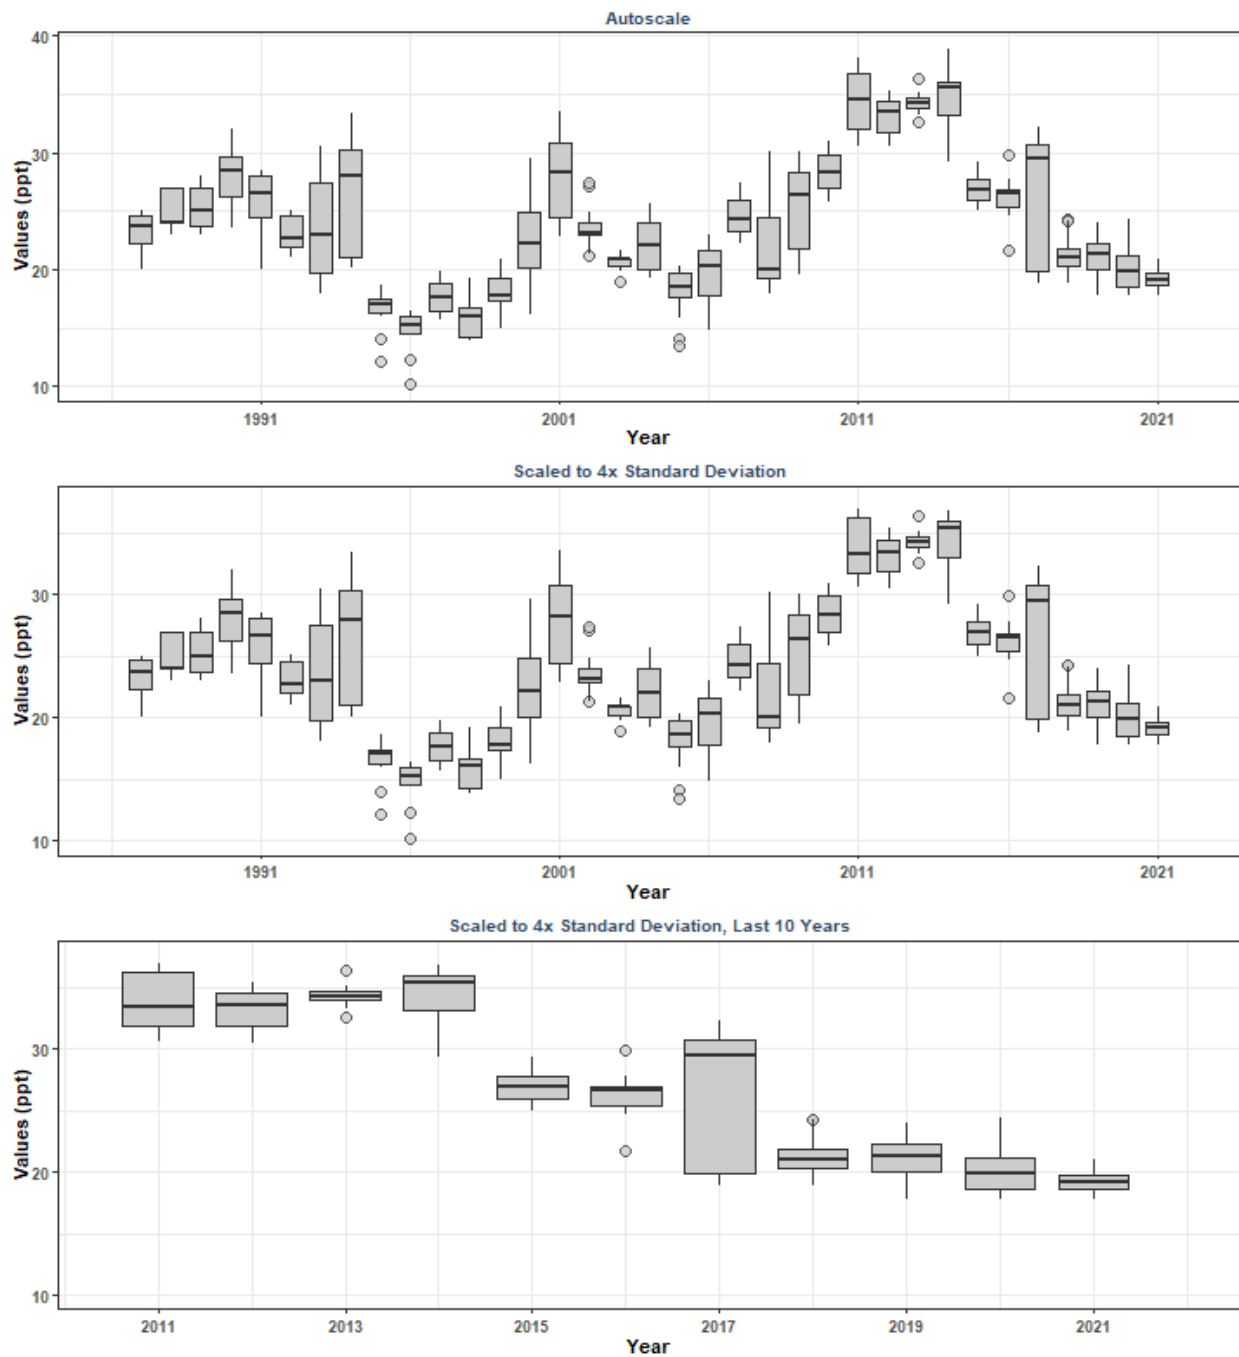 Autoscale
40
30
20
10
Values (ppt)
1991 2001 2011 2021
Year
Scaled to 4x Standard Deviation
30
20
10
Values (ppt)
1991 2001 2011 2021
Year
Scaled to 4x Standard Deviation, Last 10 Years
30
20
10
Values (ppt)
2011 2013 2015 2017 2019 2021
Year